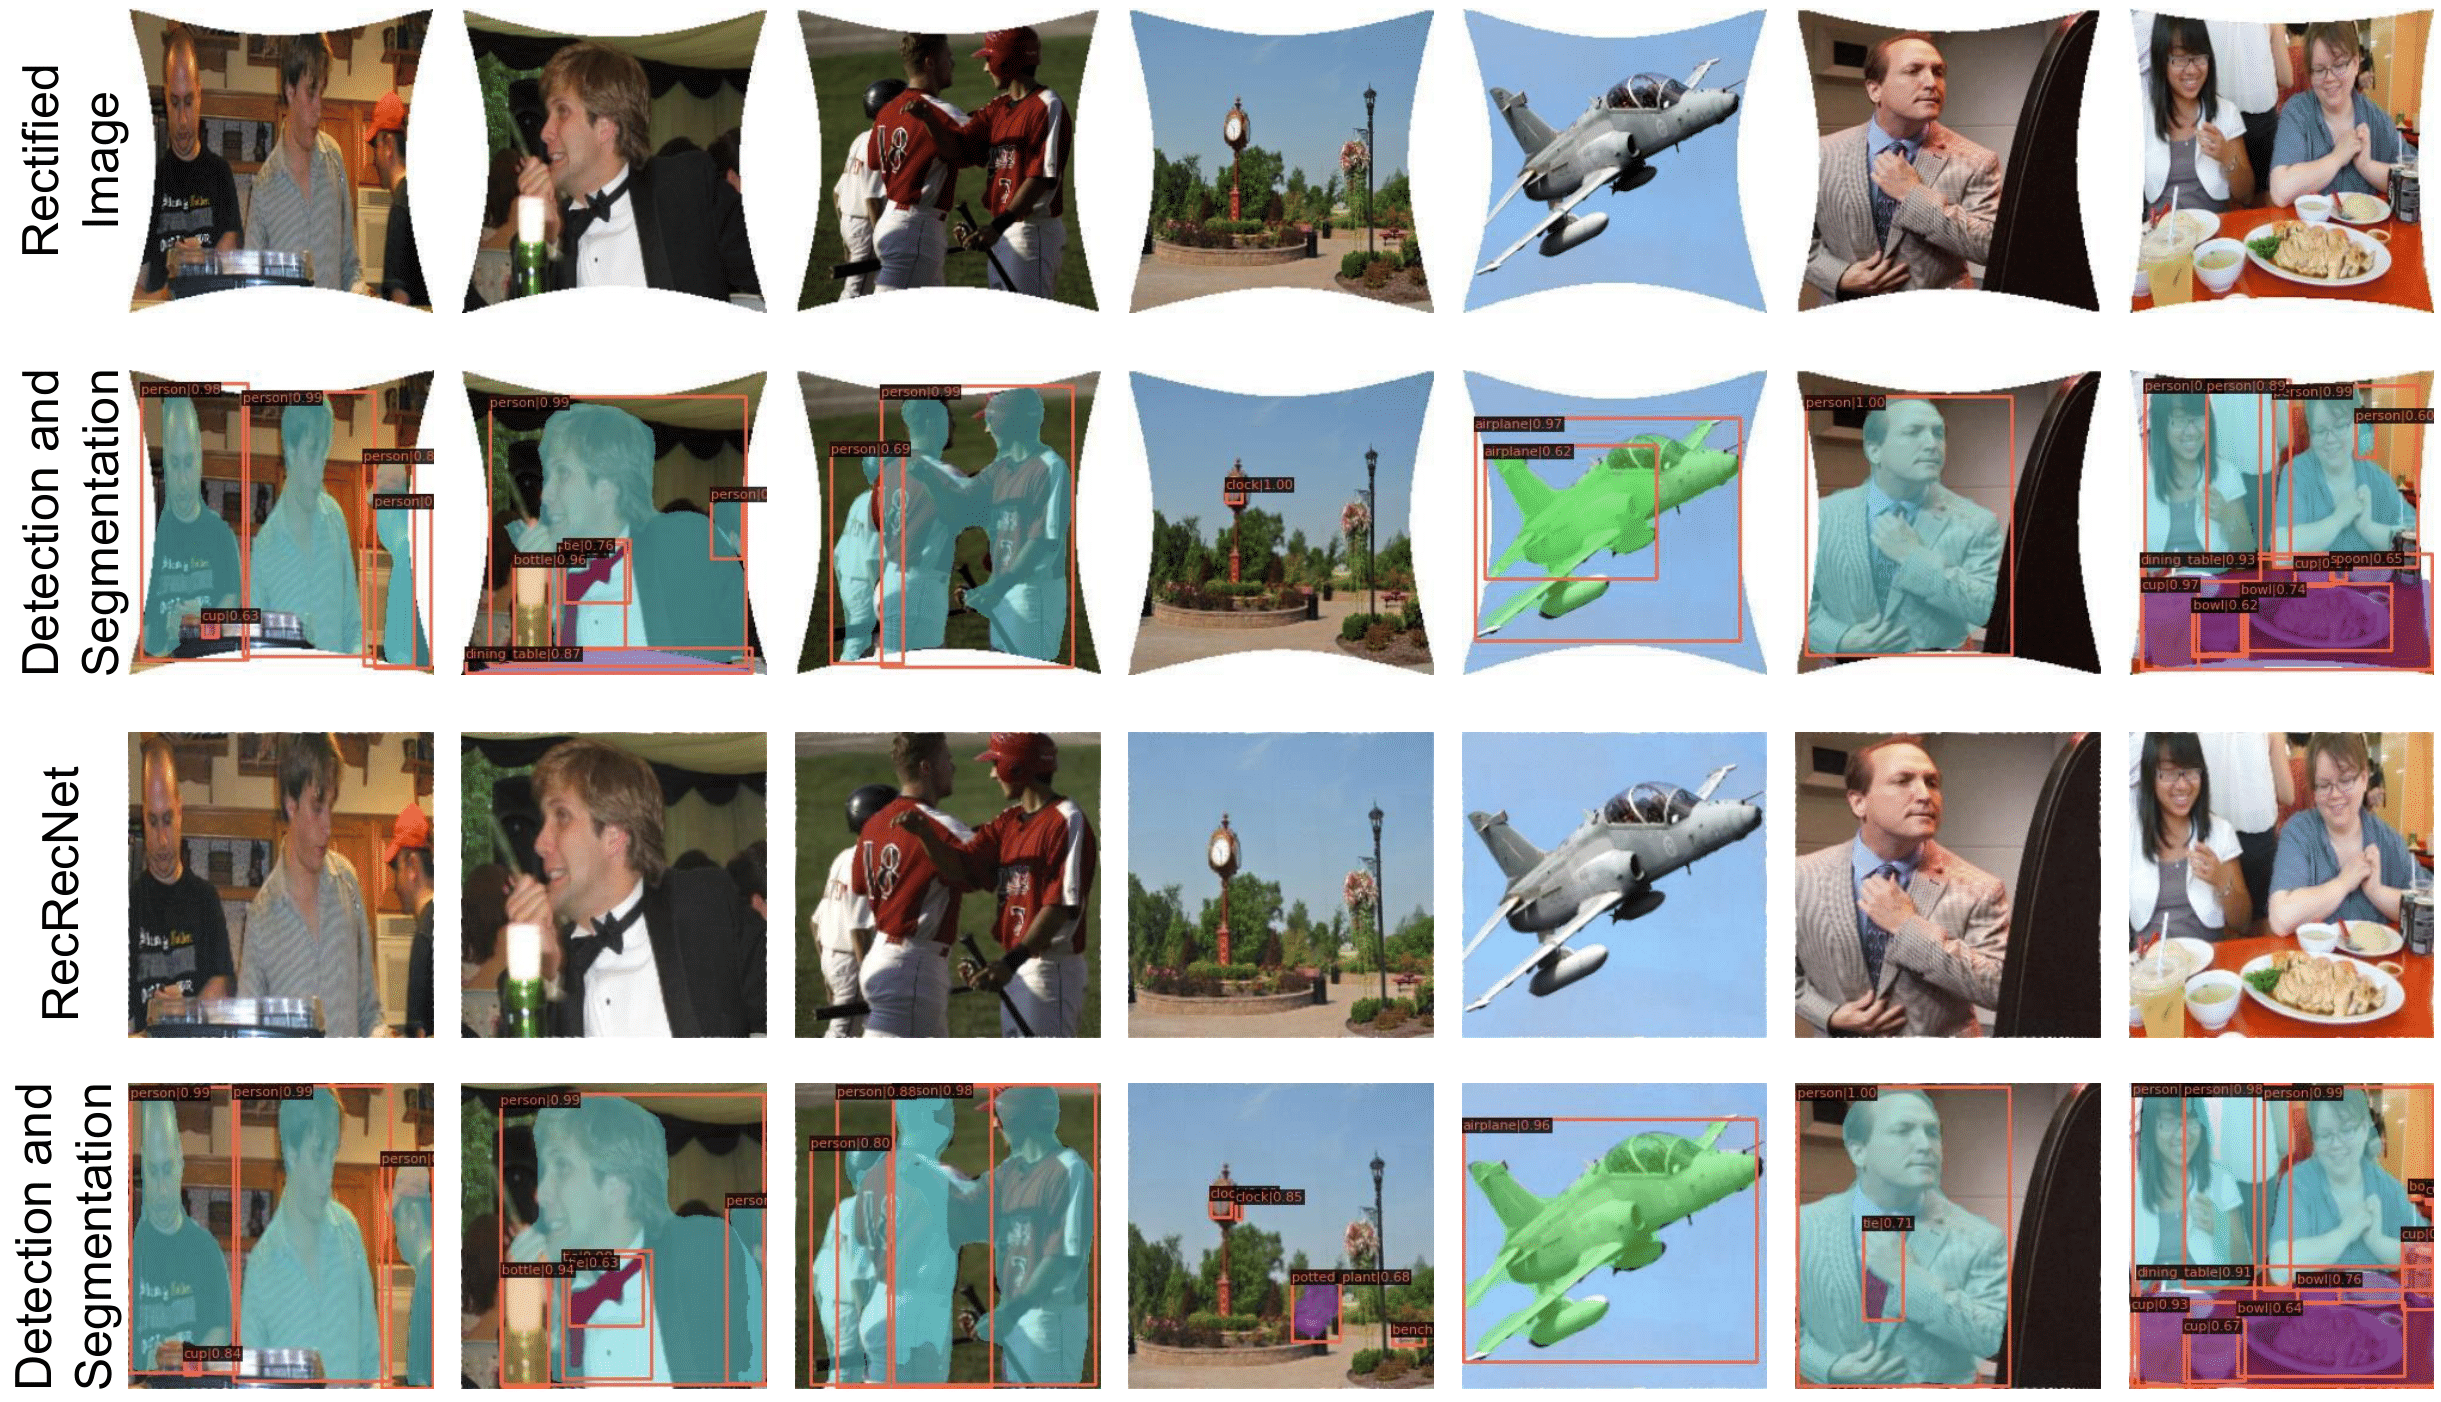 Rectified
Image
18
7
Detection and
Segmentation
person|0.98
person|0.99
person|0.8
person|0
cup|0.63
person|0.99
person|0
tie|0.76
bottle|0.96
dining_table|0.87
person|0.99
person|0.69
clock|1.00
airplane|0.97
airplane|0.62
person|1.00
person|0. person|0.89
person|0.99
person|0.60
dining_table|0.93
cup|0. spoon|0.65
cup|0.97
bowl|0.74
bowl|0.62
RecRecNet
18
7
Detection and
Segmentation
person|0.99
person|0.99
person|
cup|0.84
person|0.99
person
bottle|0.94
|0.63
person|0.88 son|0.98
person|0.80
cloc clock|0.85
potted_plant|0.68
bench
airplane|0.96
person|1.00
tie|0.71
person| person|0.98 person|0.99
bo
cup|
dining_table|0.91
bowl|0.76
cup|0.93
bowl|0.64
cup|0.67